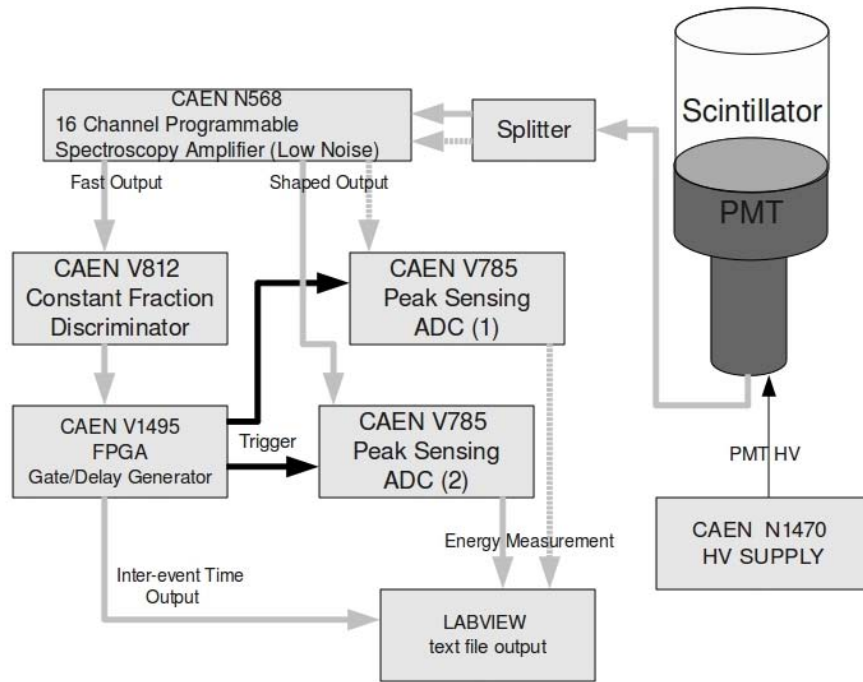 CAEN N568
16 Channel Programmable
Spectroscopy Amplifier (Low Noise)
Splitter
Scintillator
PMT
Fast Output
Shaped Output
CAEN V812
Constant Fraction
Discriminator
CAEN V785
Peak Sensing
ADC (1)
CAEN V1495
FPGA
Gate/Delay Generator
Trigger
CAEN V785
Peak Sensing
ADC (2)
PMT HV
CAEN N1470
HV SUPPLY
Energy Measurement
Inter-event Time
Output
LABVIEW
text file output